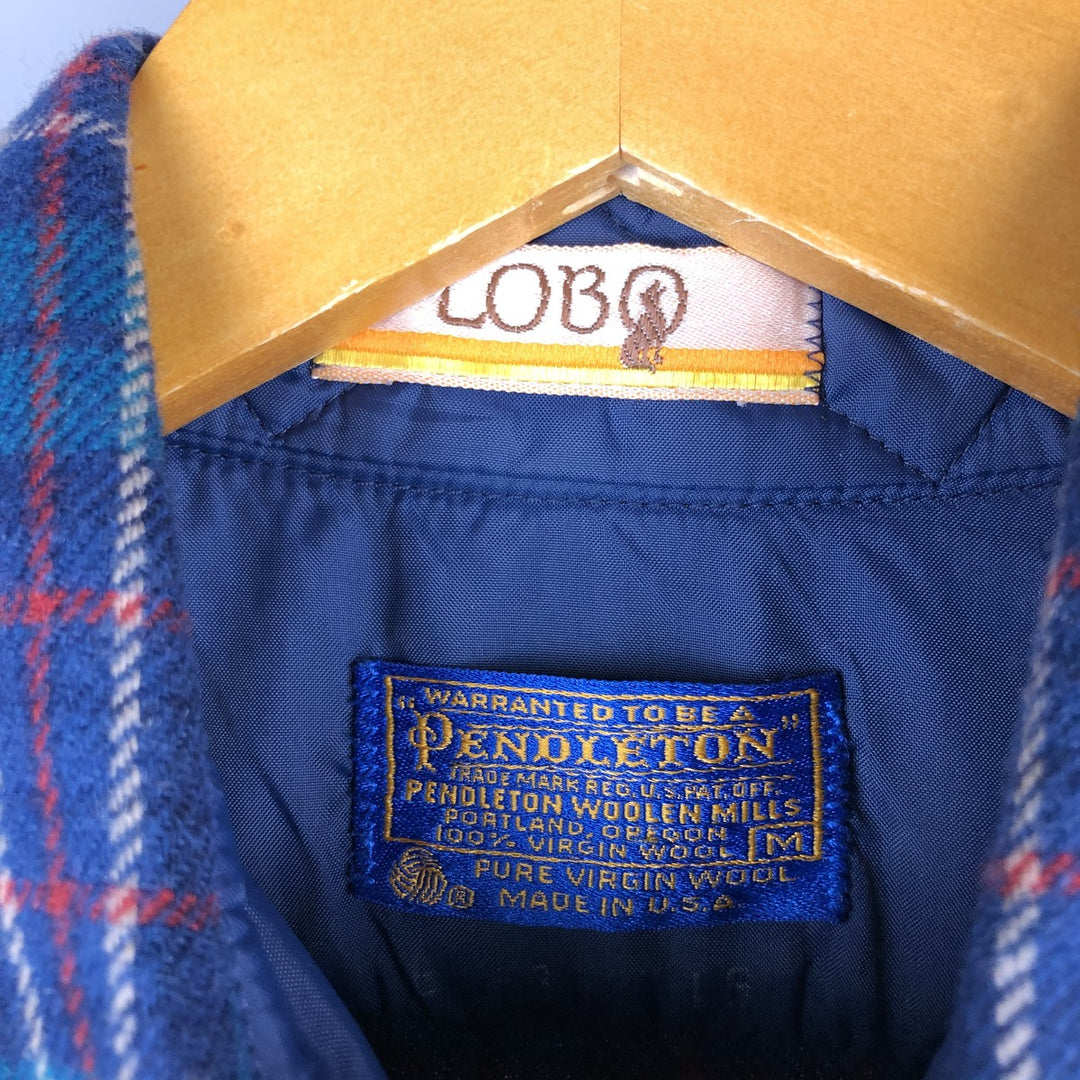 LOBO
"WARRANTED TO BE A
PENDLETON"
TRADE MARK REG. U.S. PAT. OFF.
PENDLETON WOOLEN MILLS
PORTLAND, OREGON
100% VIRGIN WOOL M
PURE VIRGIN WOOL
® MADE IN U.S.A.